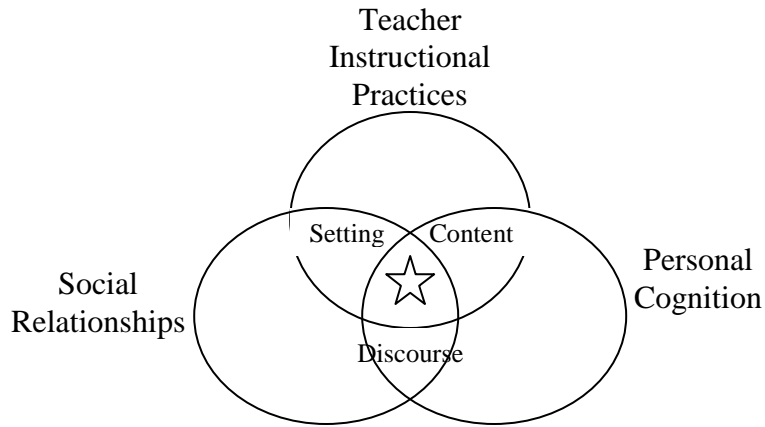 Teacher
Instructional
Practices
Setting
Content
Social
Relationships
Personal
Cognition
Discourse